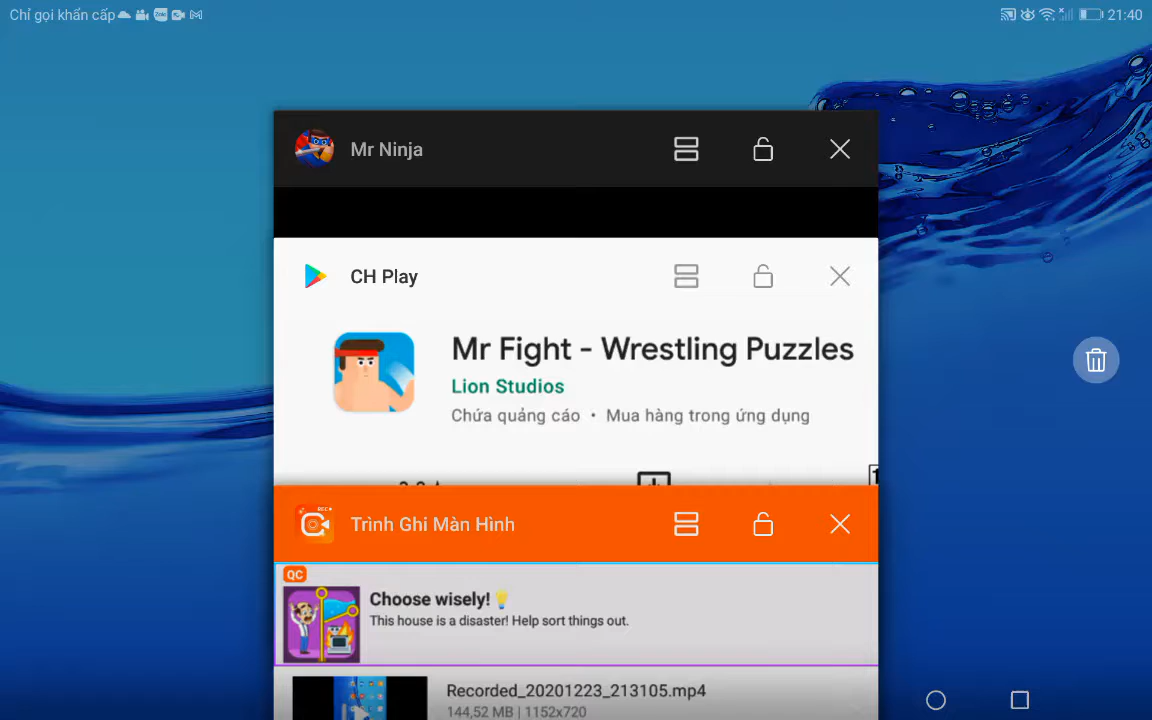 Chỉ gọi khẩn cấp
21:40
Mr Ninja
CH Play
Mr Fight - Wrestling Puzzles
Lion Studios
Chứa quảng cáo • Mua hàng trong ứng dụng
Trình Ghi Màn Hình
QC
Choose wisely!💡
This house is a disaster! Help sort things out.
Recorded_20201223_213105.mp4
144,52 MB | 1152x720